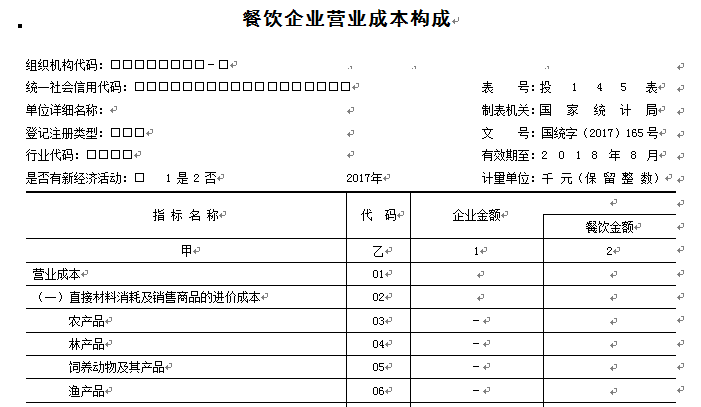 餐饮企业营业成本构成
组织机构代码：□□□□□□□□-□
统一社会信用代码：□□□□□□□□□□□□□□□□□□ 表 号：投 1 4 5 表
单位详细名称： 制表机关：国 家 统 计 局
登记注册类型：□□□ 文 号：国统字（2017）165号
行业代码：□□□□ 有效期至：2 0 1 8 年 8 月
是否有新经济活动：□ 1 是 2 否 2017年 计量单位：千 元（保 留 整 数）
指 标 名 称 代 码 企业金额
餐饮金额
甲 乙 1 2
营业成本 01
（一）直接材料消耗及销售商品的进价成本 02
农产品 03 －
林产品 04 －
饲养动物及其产品 05 －
渔产品 06 －